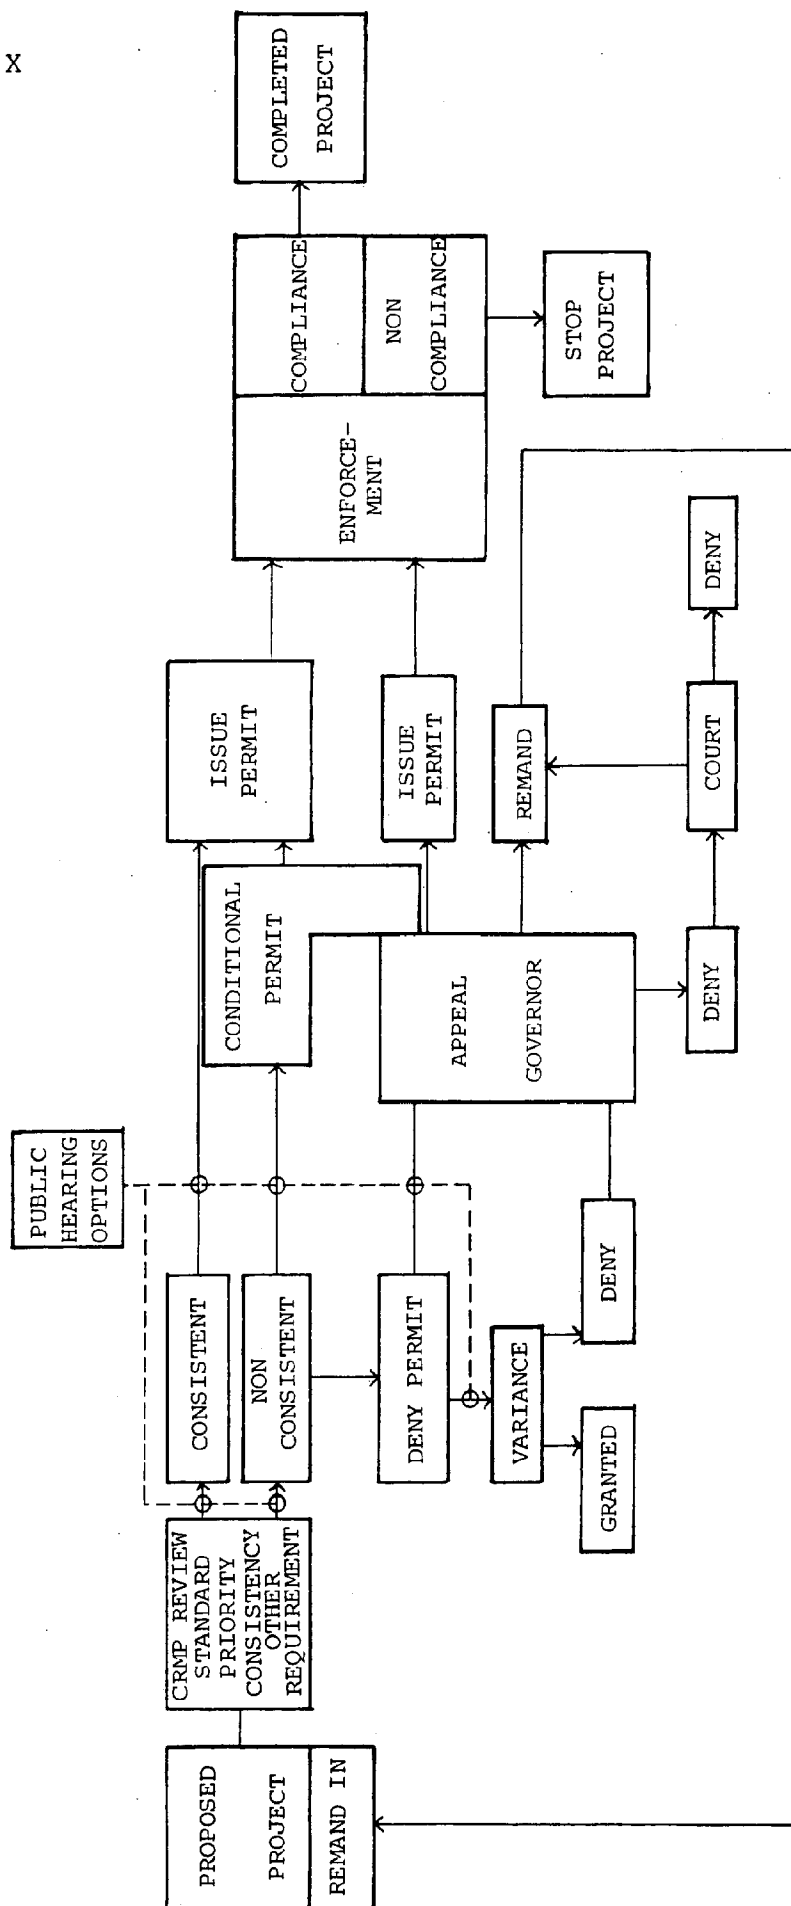 X
PROPOSED
PROJECT
REMAND IN
CRMP REVIEW
STANDARD
PRIORITY
CONSISTENCY
OTHER
REQUIREMENT
CONSISTENT
NON
CONSISTENT
DENY PERMIT
VARIANCE
GRANTED
DENY
PUBLIC
HEARING
OPTIONS
CONDITIONAL
PERMIT
APPEAL
GOVERNOR
DENY
ISSUE
PERMIT
ISSUE
PERMIT
REMAND
COURT
DENY
ENFORCE-
MENT
COMPLIANCE
NON
COMPLIANCE
STOP
PROJECT
COMPLETED
PROJECT